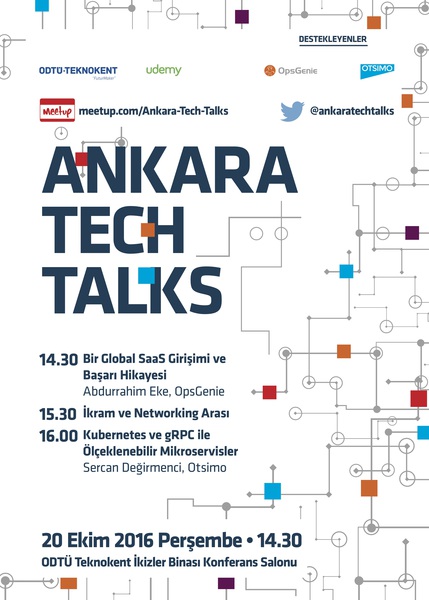 DESTEKLEYENLER
ODTÜ-TEKNOKENT udemy OpsGenie OTSIMO
Meetup meetup.com/Ankara-Tech-Talks @ankaratechtalks
ANKARA
TECH
TALKS
14.30 Bir Global SaaS Girişimi ve
Başarı Hikayesi
Abdurrahim Eke, OpsGenie
15.30 İkram ve Networking Arası
16.00 Kubernetes ve gRPC ile
Ölçeklenebilir Mikroservisler
Sercan Değirmenci, Otsimo
20 Ekim 2016 Perşembe • 14.30
ODTÜ Teknokent İkizler Binası Konferans Salonu